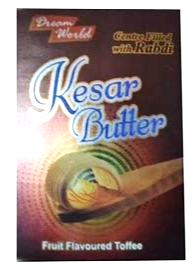 Dream
World
Centre Filled
with Rabdi
Kesar
Butter
Fruit Flavoured Toffee